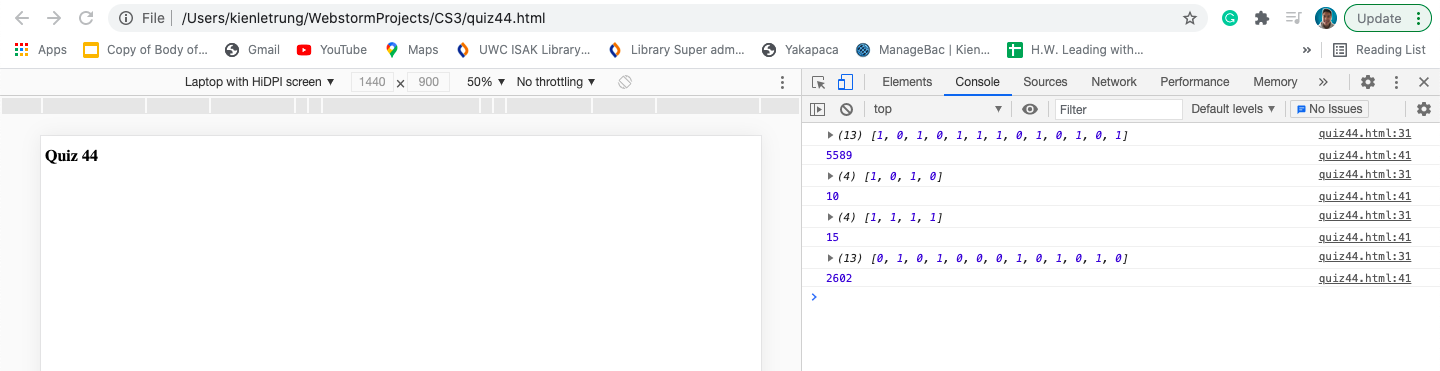 File | /Users/kienletrung/WebstormProjects/CS3/quiz44.html Update
Apps Copy of Body of... Gmail YouTube Maps UWC ISAK Library... Library Super adm... Yakapaca ManageBac | Kien... H.W. Leading with... » Reading List
Laptop with HiDPI screen ▼ 1440 × 900 50% ▼ No throttling ▼
Elements Console Sources Network Performance Memory »
top ▼ Filter Default levels ▼ No Issues
Quiz 44
▶ (13) [1, 0, 1, 0, 1, 1, 1, 0, 1, 0, 1, 0, 1] quiz44.html:31
5589 quiz44.html:41
▶ (4) [1, 0, 1, 0] quiz44.html:31
10 quiz44.html:41
▶ (4) [1, 1, 1, 1] quiz44.html:31
15 quiz44.html:41
▶ (13) [0, 1, 0, 1, 0, 0, 0, 1, 0, 1, 0, 1, 0] quiz44.html:31
2602 quiz44.html:41
>